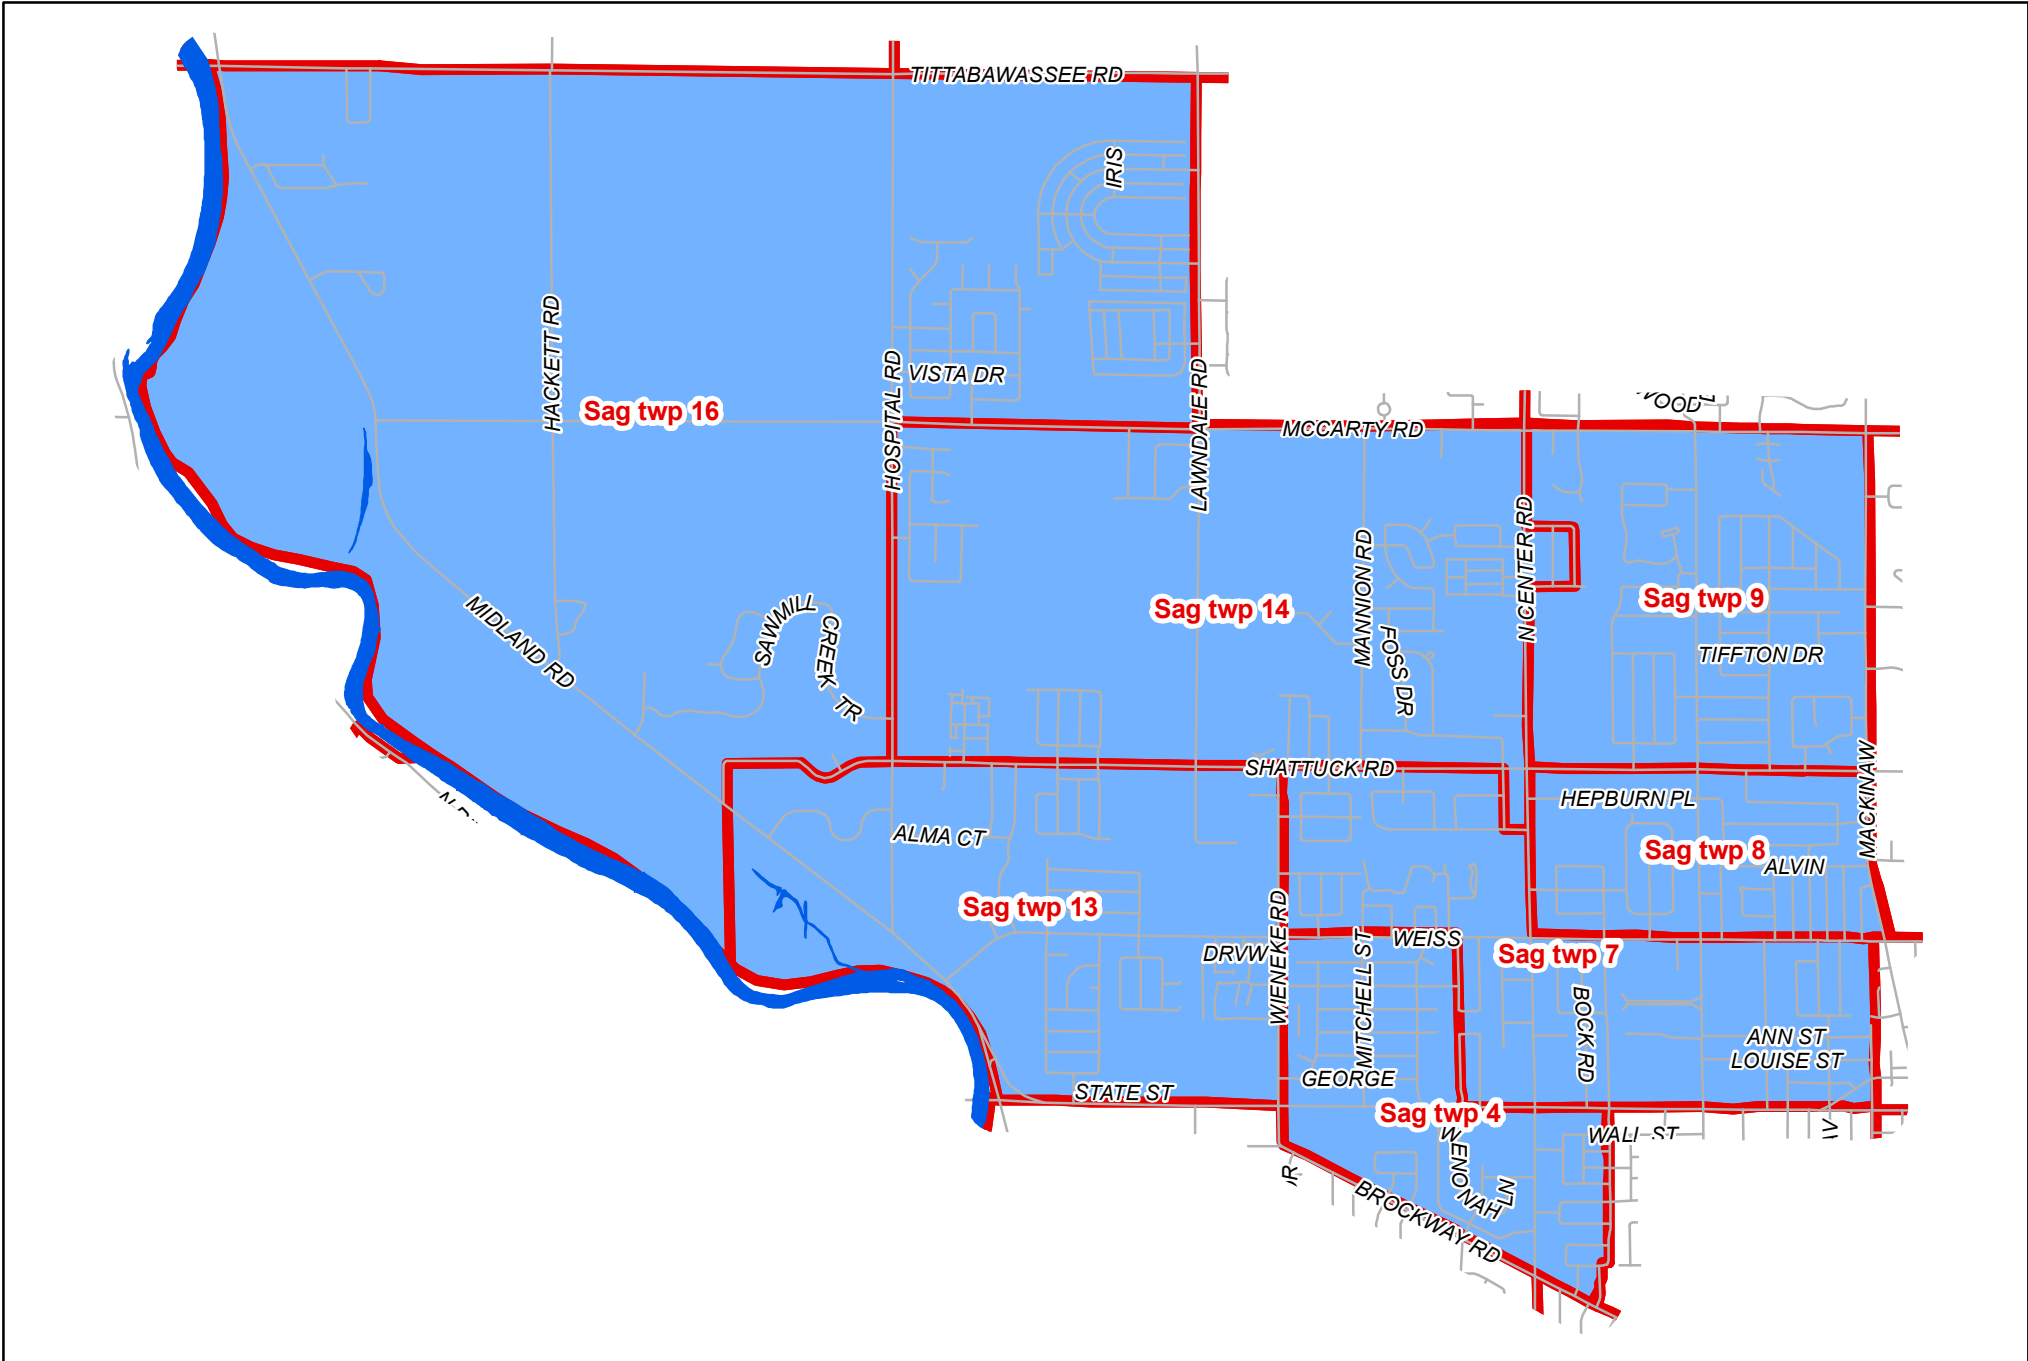 TITTABAWASSEE RD
IRIS
HACKETT RD
HOSPITAL RD
VISTA DR
LAWNDALE RD
Sag twp 16
MCCARTY RD
WOOD
MANNION RD
N CENTER RD
SAWMILL CREEK TR
MIDLAND RD
Sag twp 14
FOSS DR
Sag twp 9
TIFFTON DR
SHATTUCK RD
MACKINAW
HEPBURN PL
ALMA CT
Sag twp 8
ALVIN
Sag twp 13
WIENEKE RD
DRVW
MITCHELL ST
WEISS
Sag twp 7
BOCK RD
ANN ST
LOUISE ST
GEORGE
STATE ST
Sag twp 4
WENONAH LN
WALL ST
BROCKWAY RD